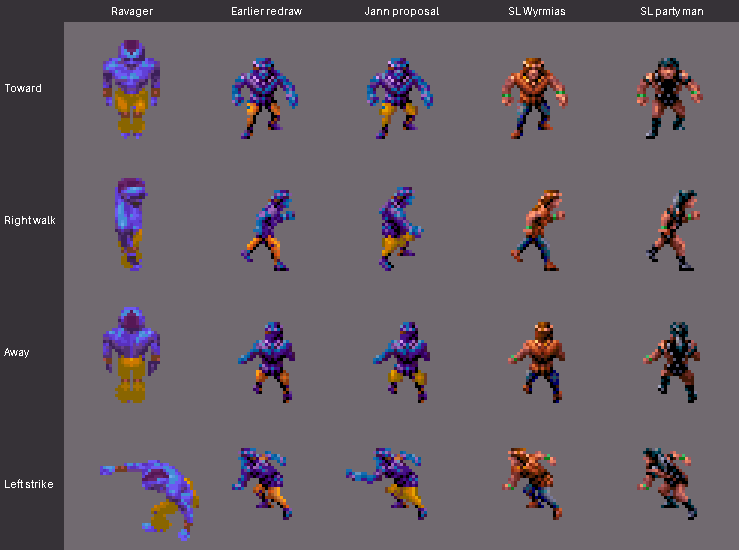 Ravager Earlier redraw Jann proposal SL Wyrmias SL party man
Toward
Right walk
Away
Left strike